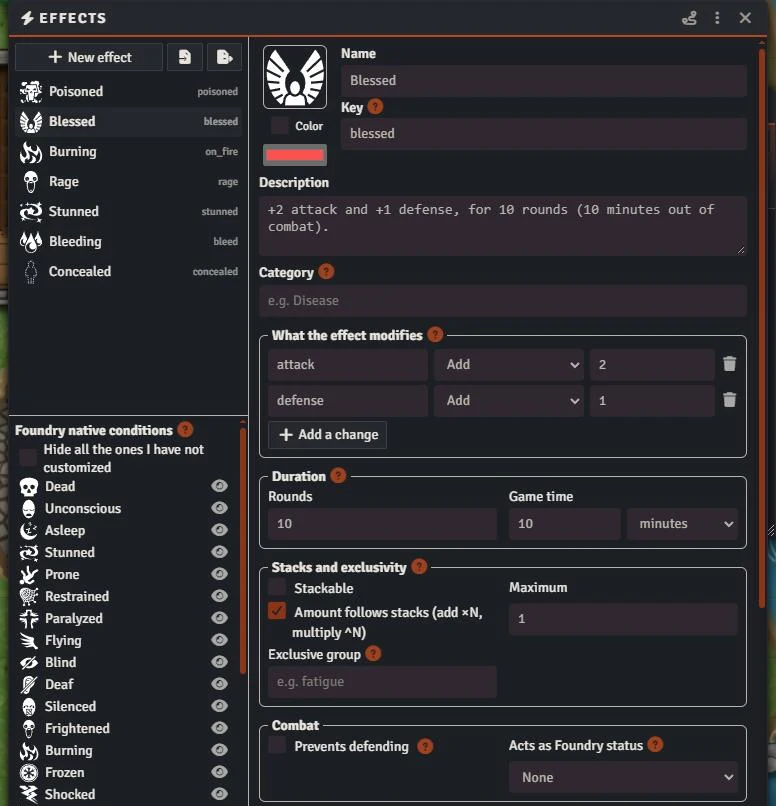 EFFECTS
+ New effect
Poisoned poisoned
Blessed blessed
Burning on_fire
Rage rage
Stunned stunned
Bleeding bleed
Concealed concealed
Foundry native conditions ?
Hide all the ones I have not
customized
Dead
Unconscious
Asleep
Stunned
Prone
Restrained
Paralyzed
Flying
Blind
Deaf
Silenced
Frightened
Burning
Frozen
Shocked
Name
Blessed
Color
Key ?
blessed
Description
+2 attack and +1 defense, for 10 rounds (10 minutes out of
combat).
Category ?
e.g. Disease
What the effect modifies ?
attack Add 2
defense Add 1
+ Add a change
Duration ?
Rounds Game time
10 10 minutes
Stacks and exclusivity ?
Stackable Maximum
Amount follows stacks (add ×N,
multiply ^N)
1
Exclusive group ?
e.g. fatigue
Combat
Prevents defending ? Acts as Foundry status ?
None